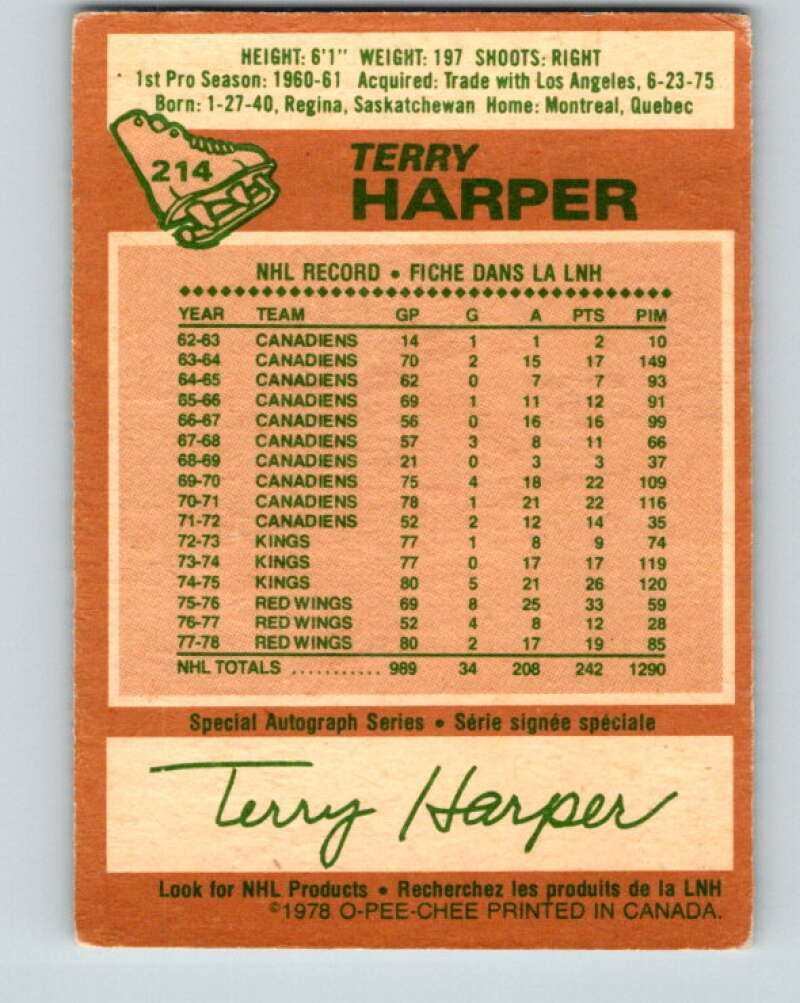 HEIGHT: 6'1" WEIGHT: 197 SHOOTS: RIGHT
1st Pro Season: 1960-61 Acquired: Trade with Los Angeles, 6-23-75
Born: 1-27-40, Regina, Saskatchewan Home: Montreal, Quebec
214
TERRY
HARPER
NHL RECORD • FICHE DANS LA LNH
YEAR TEAM GP G A PTS PIM
62-63 CANADIENS 14 1 1 2 10
63-64 CANADIENS 70 2 15 17 149
64-65 CANADIENS 62 0 7 7 93
65-66 CANADIENS 69 1 11 12 91
66-67 CANADIENS 56 0 16 16 99
67-68 CANADIENS 57 3 8 11 66
68-69 CANADIENS 21 0 3 3 37
69-70 CANADIENS 75 4 18 22 109
70-71 CANADIENS 78 1 21 22 116
71-72 CANADIENS 52 2 12 14 35
72-73 KINGS 77 1 8 9 74
73-74 KINGS 77 0 17 17 119
74-75 KINGS 80 5 21 26 120
75-76 RED WINGS 69 8 25 33 59
76-77 RED WINGS 52 4 8 12 28
77-78 RED WINGS 80 2 17 19 85
NHL TOTALS ........... 989 34 208 242 1290
Special Autograph Series • Série signée spéciale
Terry Harper
Look for NHL Products • Recherchez les produits de la LNH
©1978 O-PEE-CHEE PRINTED IN CANADA.